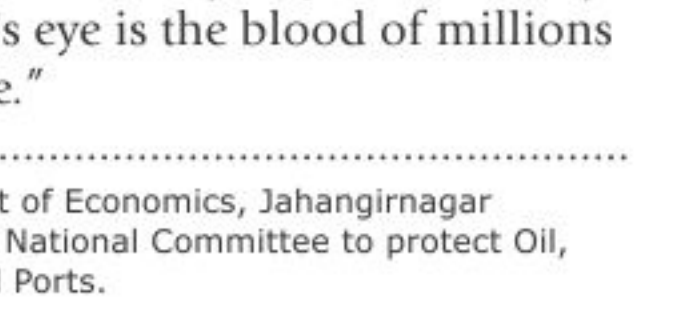 s eye is the blood of millions
e."
t of Economics, Jahangirnagar
National Committee to protect Oil,
Ports.